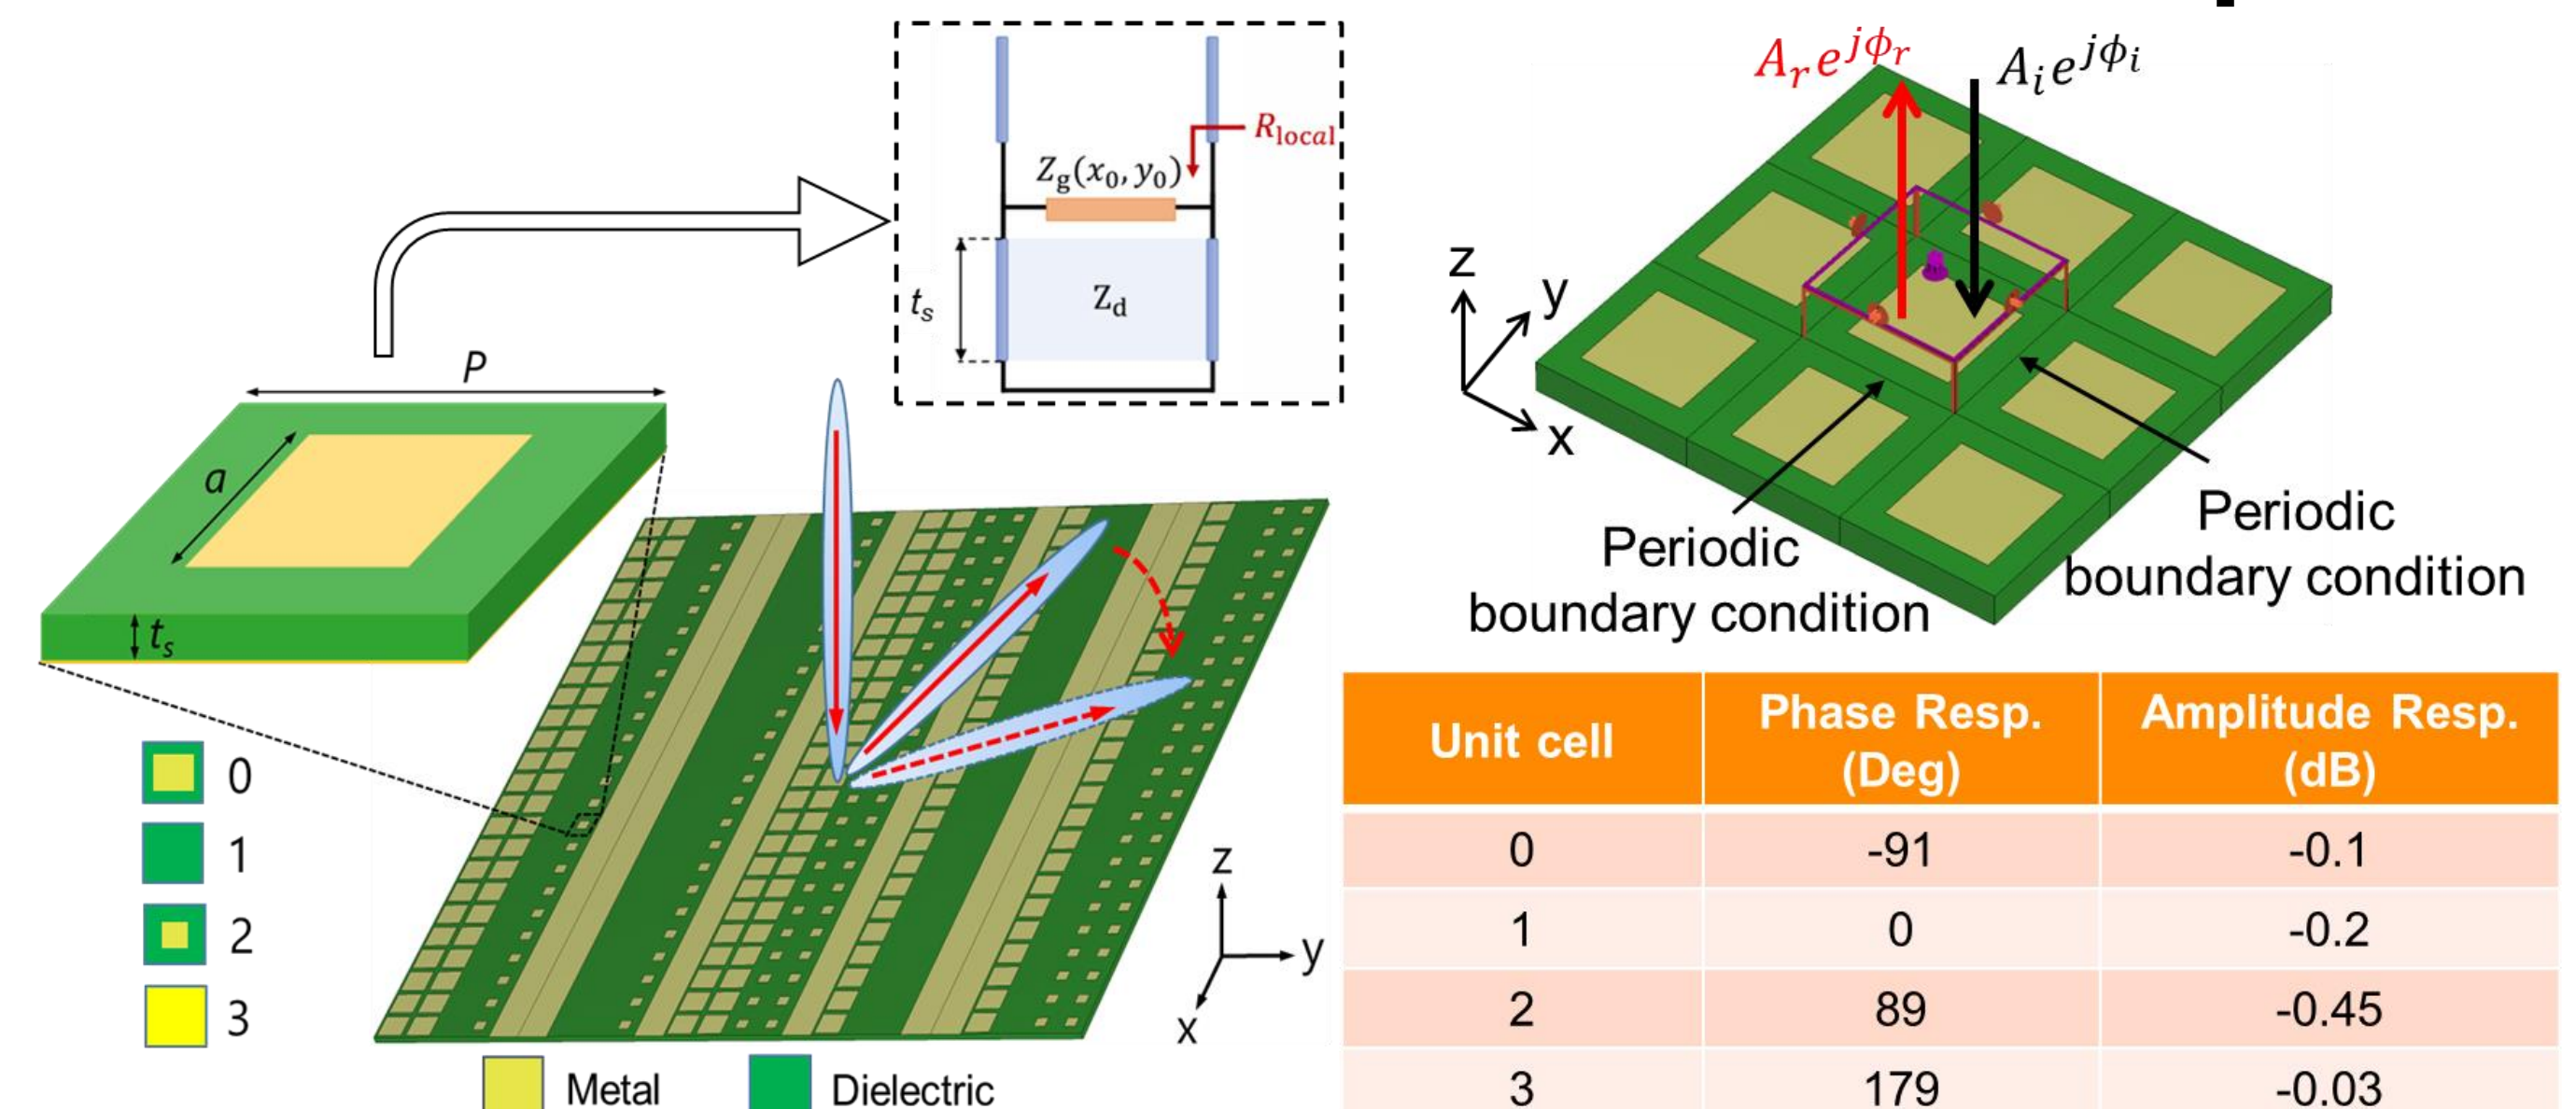 P
a
t_s
Z_g(x_0, y_0)
R_local
t_s
Z_d
0
1
2
3
Metal
Dielectric
z
y
x
A_r e^{jϕ_r}
A_i e^{jϕ_i}
z
y
x
Periodic
boundary condition
Periodic
boundary condition
Unit cell Phase Resp. (Deg) Amplitude Resp. (dB)
0 -91 -0.1
1 0 -0.2
2 89 -0.45
3 179 -0.03